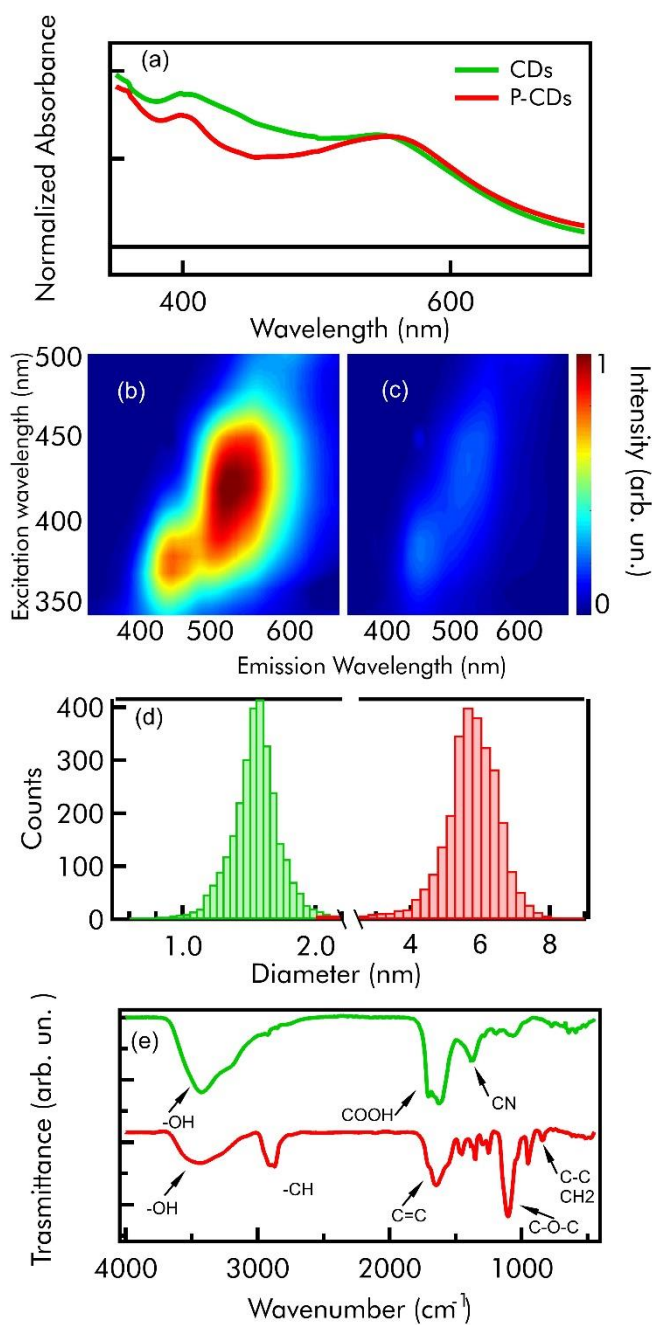 (a)
CDs
P-CDs
Normalized Absorbance
400 600
Wavelength (nm)
(b)
(c)
Excitation wavelength (nm)
500
450
400
350
400 500 600
400 500 600
Emission Wavelength (nm)
1
0
Intensity (arb. un.)
(d)
Counts
400
300
200
100
0
1.0 2.0 4 6 8
Diameter (nm)
(e)
Trasmittance (arb. un. )
-OH
COOH
CN
-OH
-CH
C=C
C-O-C
C-C
CH2
4000 3000 2000 1000
Wavenumber (cm⁻¹)